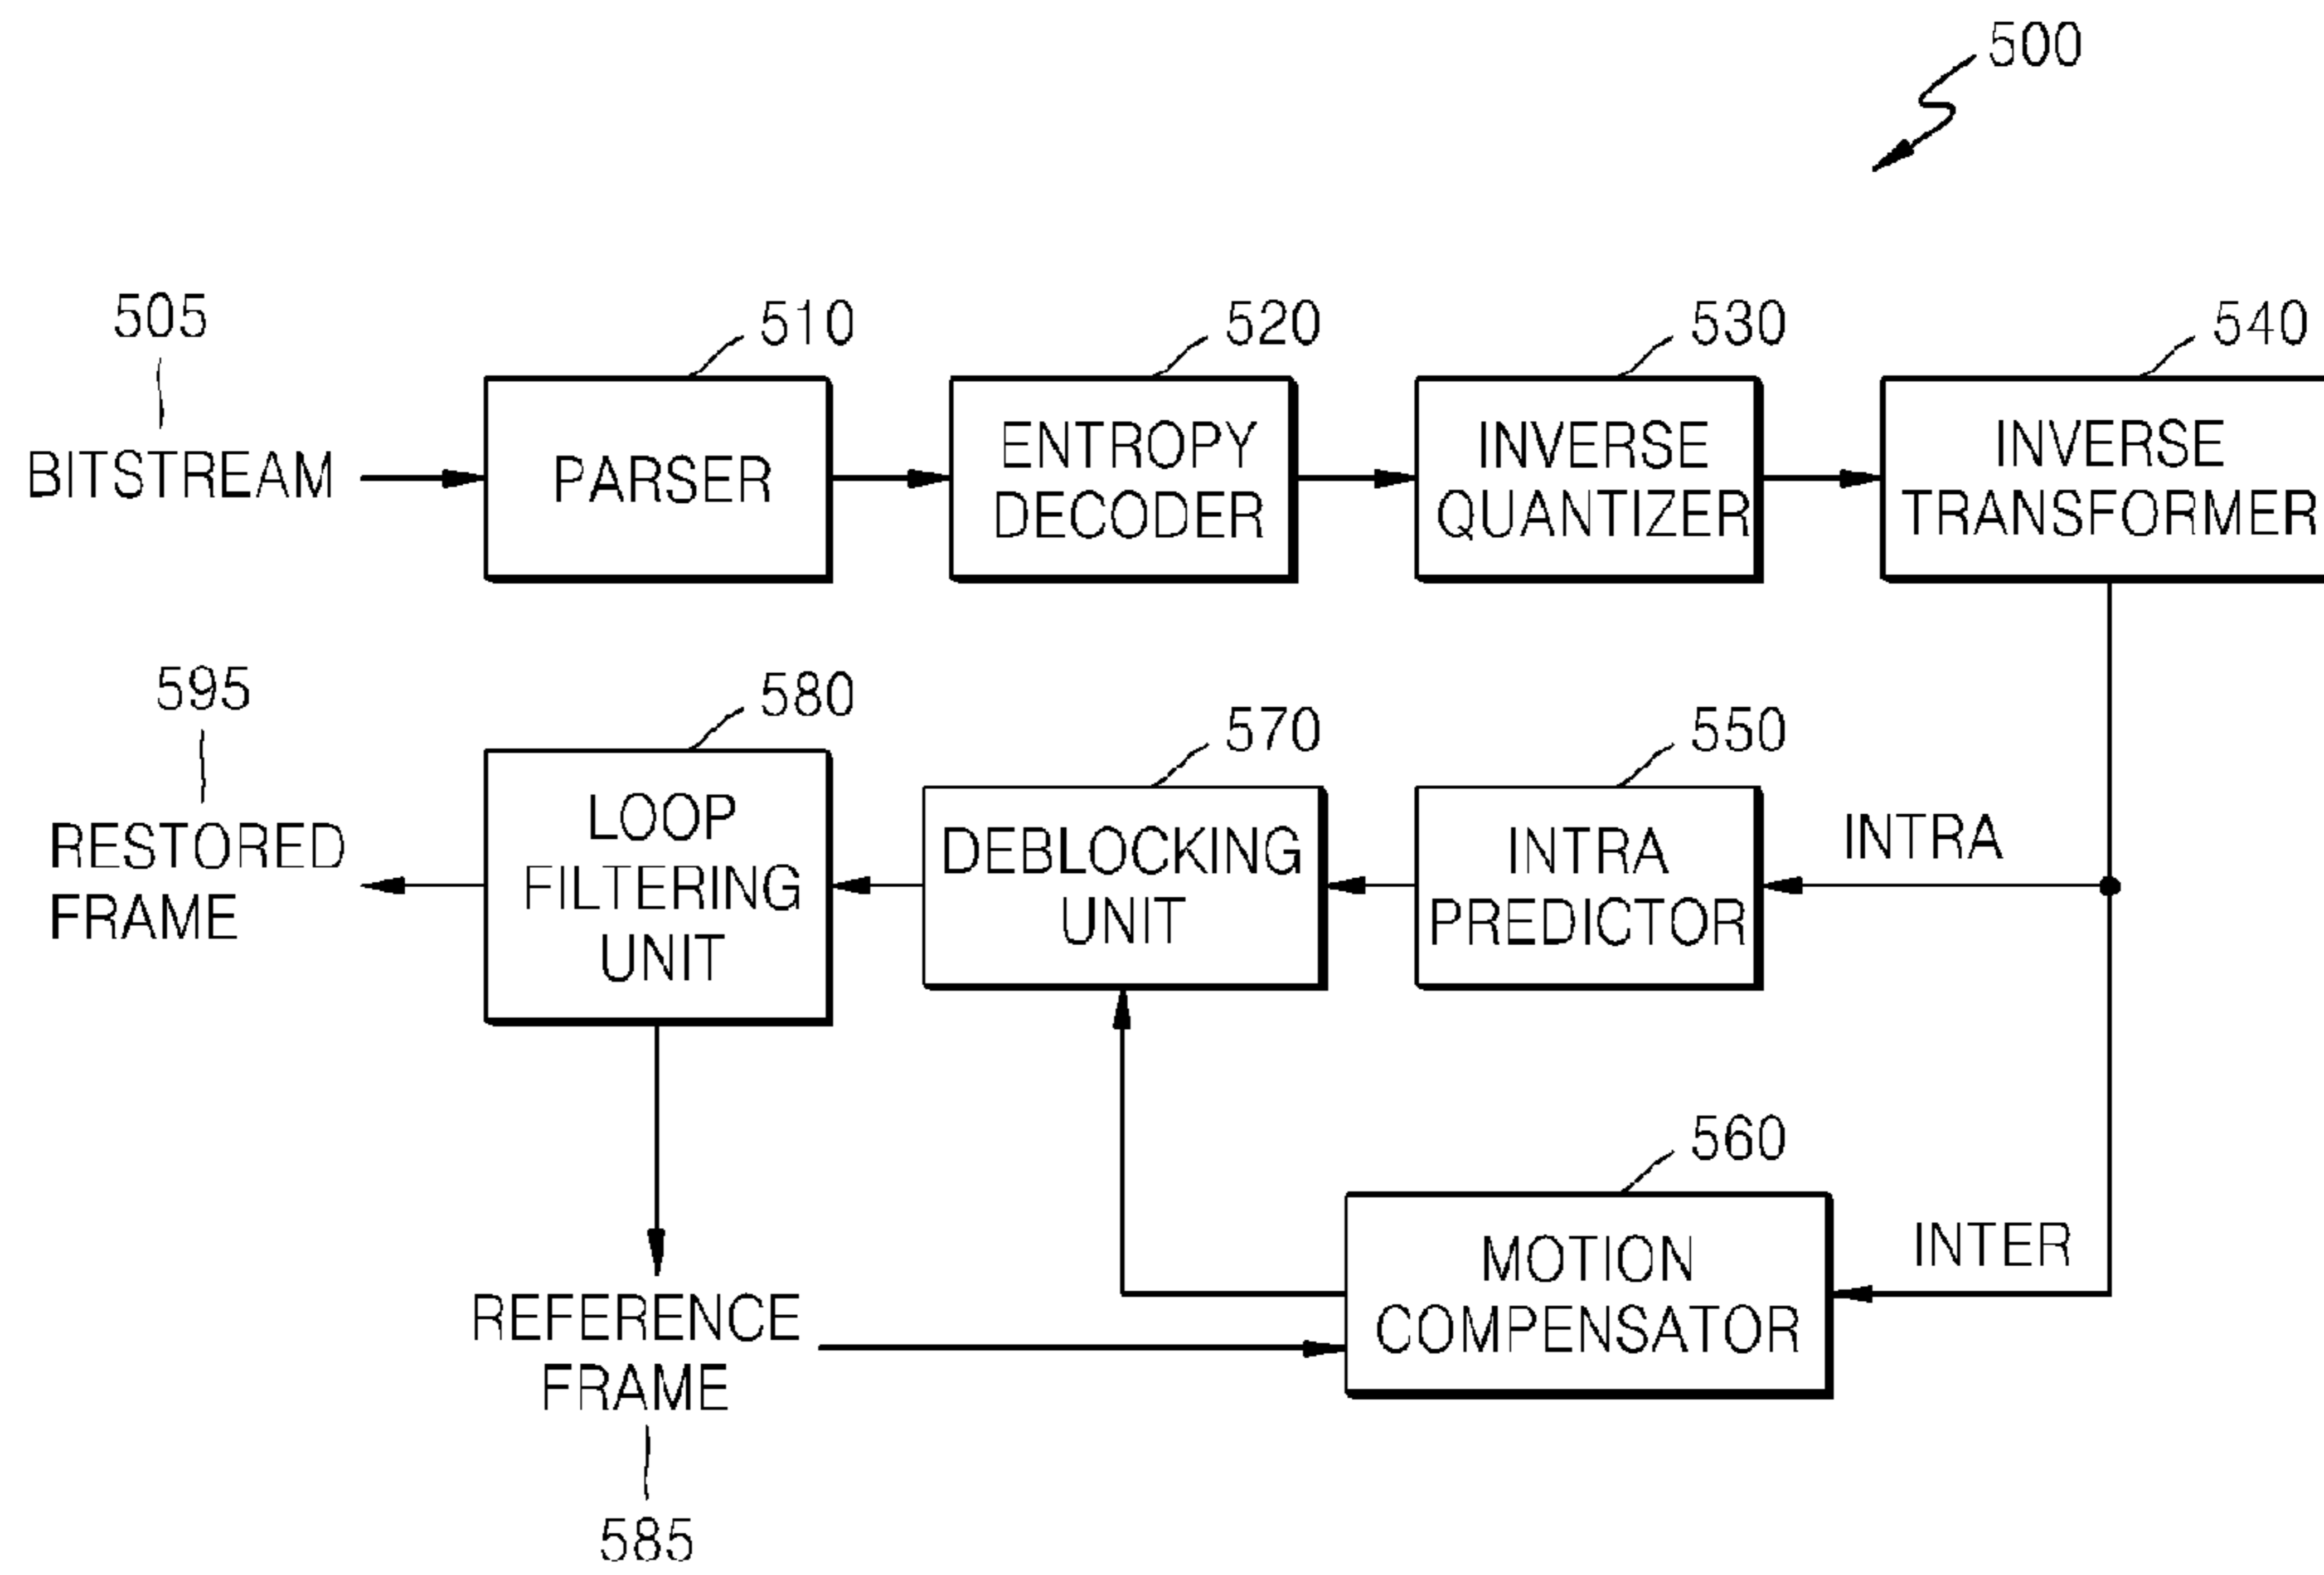 500
505
510
520
530
540
BITSTREAM
PARSER
ENTROPY
DECODER
INVERSE
QUANTIZER
INVERSE
TRANSFORMER
595
580
570
550
RESTORED
FRAME
LOOP
FILTERING
UNIT
DEBLOCKING
UNIT
INTRA
PREDICTOR
INTRA
560
MOTION
COMPENSATOR
INTER
REFERENCE
FRAME
585